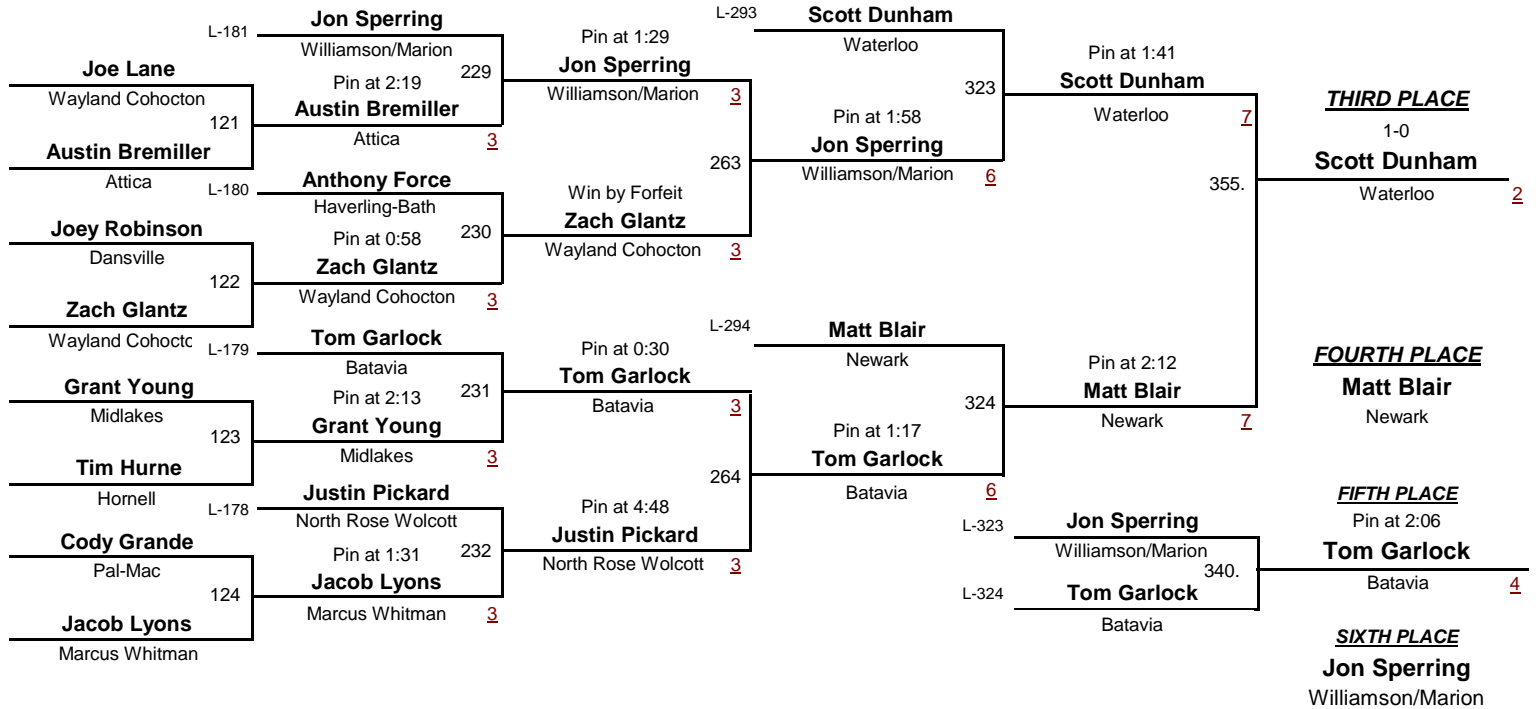 L-181
Jon Sperring
Williamson/Marion
Joe Lane
Wayland Cohocton
121
Pin at 2:19
229
Austin Bremiller
Attica
3
Austin Bremiller
Attica
L-180
Anthony Force
Haverling-Bath
Joey Robinson
Dansville
122
Pin at 0:58
230
Zach Glantz
Wayland Cohocton
3
Zach Glantz
Wayland Cohoctc
L-179
Tom Garlock
Batavia
Grant Young
Midlakes
123
Pin at 2:13
231
Grant Young
Midlakes
3
Tim Hurne
Hornell
L-178
Justin Pickard
North Rose Wolcott
Cody Grande
Pal-Mac
124
Pin at 1:31
232
Jacob Lyons
Marcus Whitman
3
Jacob Lyons
Marcus Whitman
Pin at 1:29
Jon Sperring
Williamson/Marion
3
263
Win by Forfeit
Zach Glantz
Wayland Cohocton
3
Pin at 0:30
Tom Garlock
Batavia
3
264
Pin at 4:48
Justin Pickard
North Rose Wolcott
3
L-293
Scott Dunham
Waterloo
323
Pin at 1:58
Jon Sperring
Williamson/Marion
6
L-294
Matt Blair
Newark
324
Pin at 1:17
Tom Garlock
Batavia
6
Pin at 1:41
Scott Dunham
Waterloo
7
355.
Pin at 2:12
Matt Blair
Newark
7
THIRD PLACE
1-0
Scott Dunham
Waterloo
2
FOURTH PLACE
Matt Blair
Newark
L-323
Jon Sperring
Williamson/Marion
340.
L-324
Tom Garlock
Batavia
FIFTH PLACE
Pin at 2:06
Tom Garlock
Batavia
4
SIXTH PLACE
Jon Sperring
Williamson/Marion